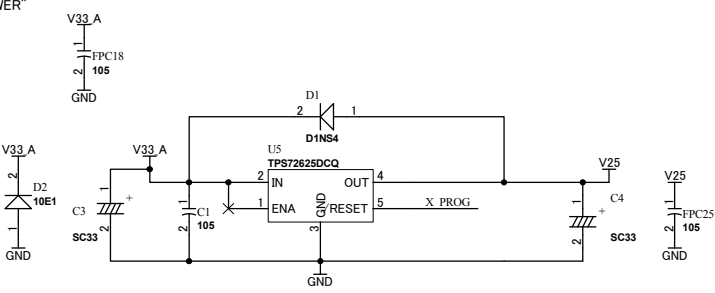 WER"
V33_A
1
FPC18
105
2
GND
D1
2 1
D1NS4
V33_A
2
D2
10E1
1
GND
V33_A
U5
TPS72625DCQ
V25
2 IN OUT 4
1 ENA GND /RESET 5 X_PROG
3
1
+
C3
SC33
2
1
C1
105
2
GND
1
C4
+
SC33
2
V25
1
FPC25
105
2
GND